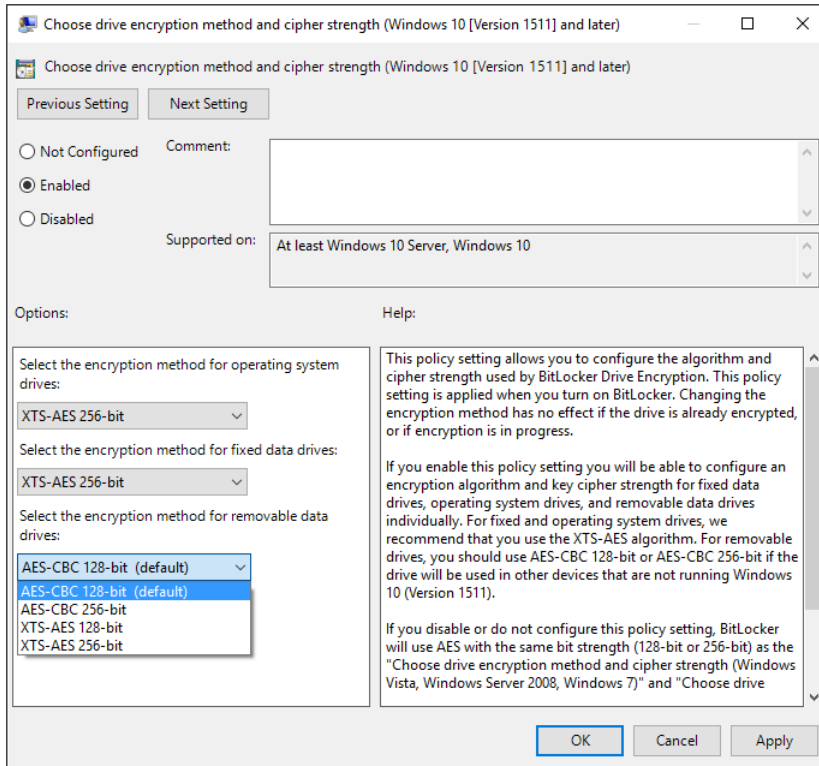 Choose drive encryption method and cipher strength (Windows 10 [Version 1511] and later)
Choose drive encryption method and cipher strength (Windows 10 [Version 1511] and later)
Previous Setting
Next Setting
Not Configured
Enabled
Disabled
Comment:
Supported on:
At least Windows 10 Server, Windows 10
Options:
Help:
Select the encryption method for operating system
drives:
XTS-AES 256-bit
Select the encryption method for fixed data drives:
XTS-AES 256-bit
Select the encryption method for removable data
drives:
AES-CBC 128-bit (default)
AES-CBC 128-bit (default)
AES-CBC 256-bit
XTS-AES 128-bit
XTS-AES 256-bit
This policy setting allows you to configure the algorithm and
cipher strength used by BitLocker Drive Encryption. This policy
setting is applied when you turn on BitLocker. Changing the
encryption method has no effect if the drive is already encrypted,
or if encryption is in progress.
If you enable this policy setting you will be able to configure an
encryption algorithm and key cipher strength for fixed data
drives, operating system drives, and removable data drives
individually. For fixed and operating system drives, we
recommend that you use the XTS-AES algorithm. For removable
drives, you should use AES-CBC 128-bit or AES-CBC 256-bit if the
drive will be used in other devices that are not running Windows
10 (Version 1511).
If you disable or do not configure this policy setting, BitLocker
will use AES with the same bit strength (128-bit or 256-bit) as the
"Choose drive encryption method and cipher strength (Windows
Vista, Windows Server 2008, Windows 7)" and "Choose drive
OK
Cancel
Apply